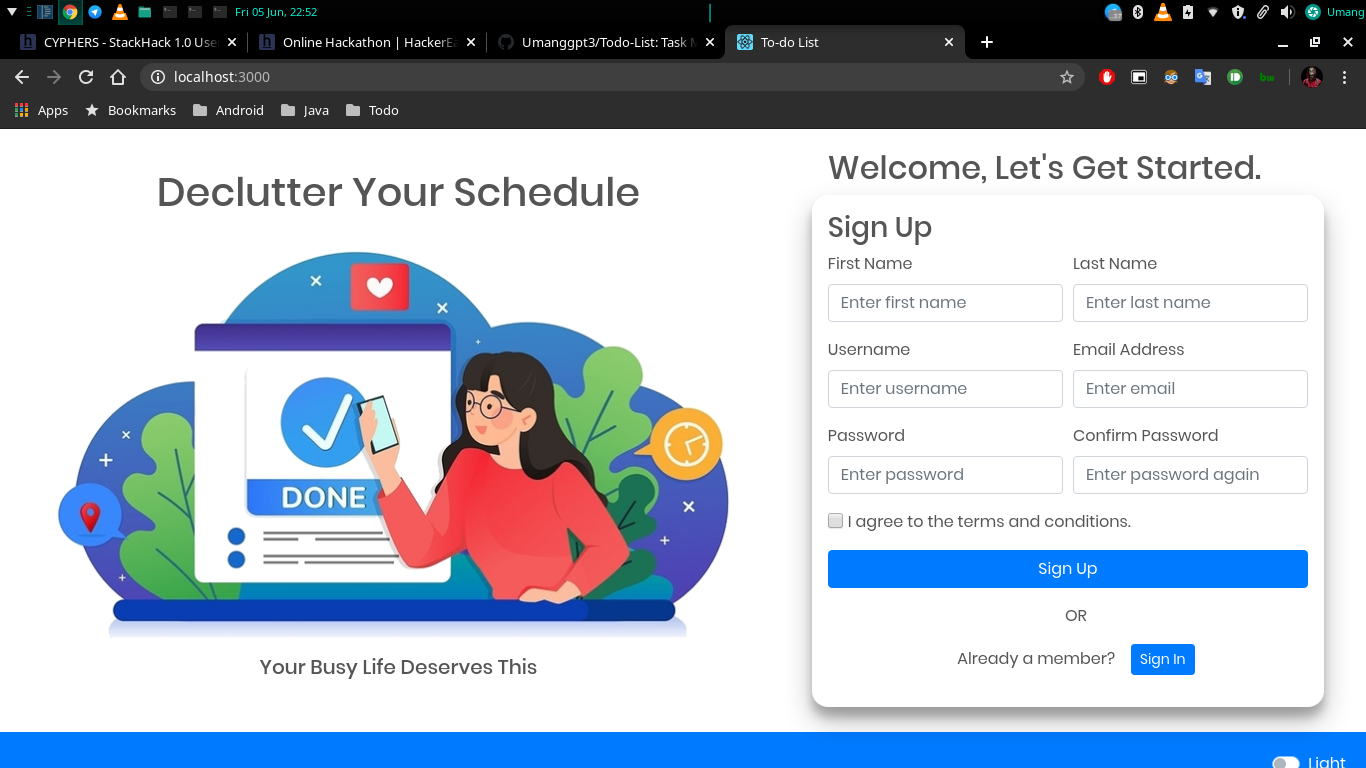 Fri 05 Jun, 22:52
Umang
CYPHERS - StackHack 1.0 Use
Online Hackathon | HackerEa
Umanggpt3/Todo-List: Task M
To-do List
localhost:3000
Apps
Bookmarks
Android
Java
Todo
Declutter Your Schedule
DONE
Your Busy Life Deserves This
Welcome, Let's Get Started.
Sign Up
First Name
Last Name
Enter first name
Enter last name
Username
Email Address
Enter username
Enter email
Password
Confirm Password
Enter password
Enter password again
I agree to the terms and conditions.
Sign Up
OR
Already a member?
Sign In
Light